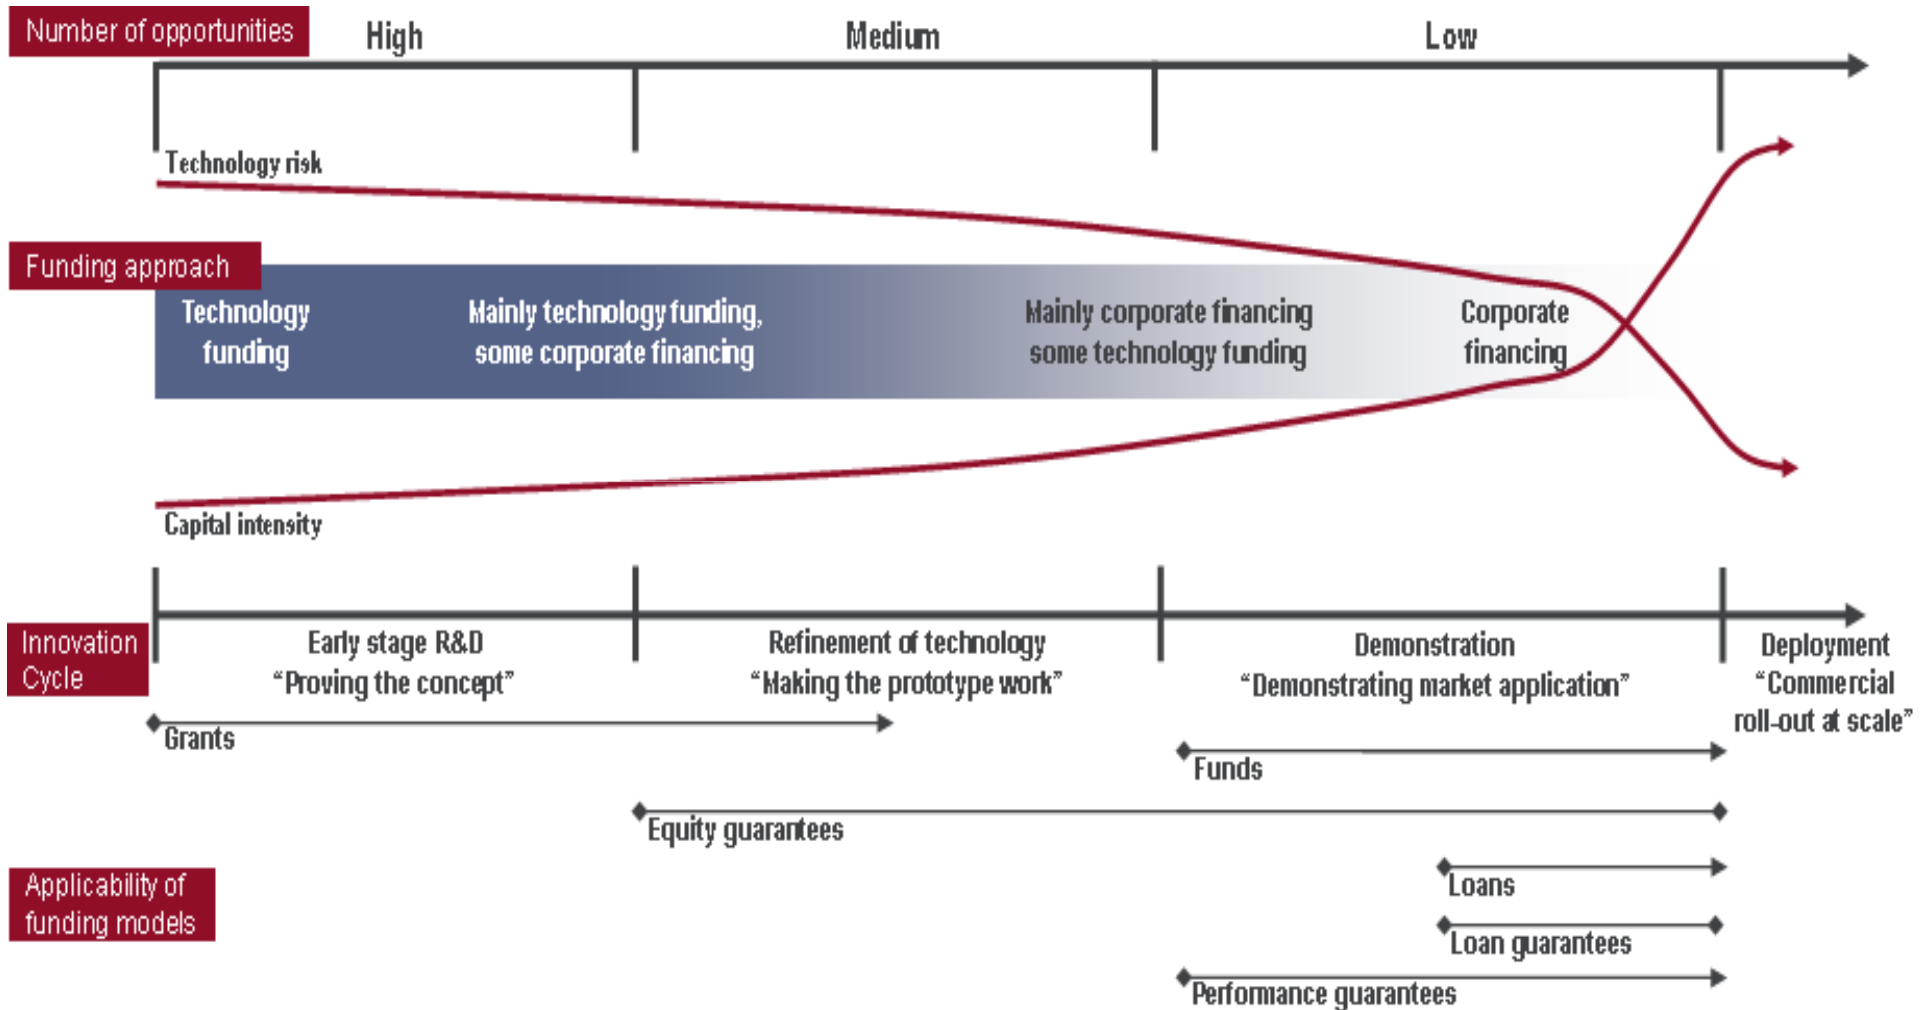 Number of opportunities
High
Medium
Low
Technology risk
Funding approach
Technology
funding
Mainly technology funding,
some corporate financing
Mainly corporate financing
some technology funding
Corporate
financing
Capital intensity
Innovation
Cycle
Early stage R&D
“Proving the concept”
Refinement of technology
“Making the prototype work”
Demonstration
“Demonstrating market application”
Deployment
“Commercial
roll-out at scale”
Grants
Funds
Equity guarantees
Applicability of
funding models
Loans
Loan guarantees
Performance guarantees